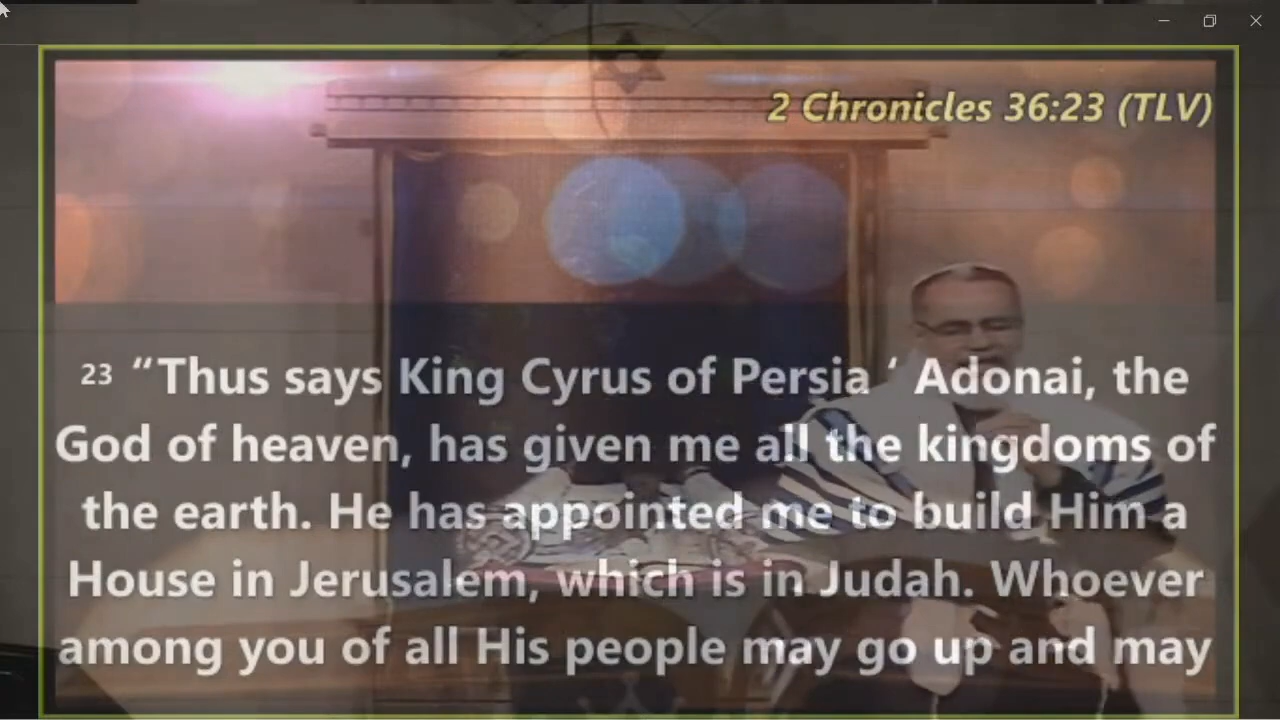 2 Chronicles 36:23 (TLV)
23 “Thus says King Cyrus of Persia ‘ Adonai, the
God of heaven, has given me all the kingdoms of
the earth. He has appointed me to build Him a
House in Jerusalem, which is in Judah. Whoever
among you of all His people may go up and may